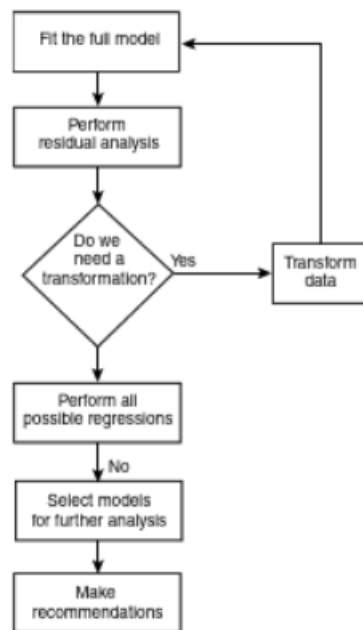 Fit the full model
Perform
residual analysis
Do we
need a
transformation?
Yes
Transform
data
Perform all
possible regressions
No
Select models
for further analysis
Make
recommendations